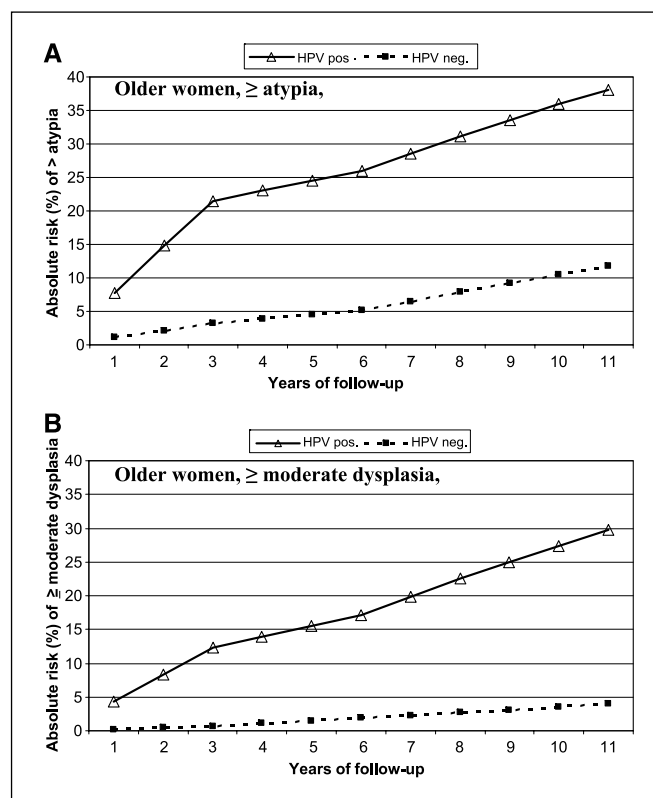 A
HPV pos. HPV neg.
Older women, ≥ atypia,
Absolute risk (%) of > atypia
40
35
30
25
20
15
10
5
0
1 2 3 4 5 6 7 8 9 10 11
Years of follow-up
B
HPV pos. HPV neg.
Older women, ≥ moderate dysplasia,
Absolute risk (%) of ≥ moderate dysplasia
40
35
30
25
20
15
10
5
0
1 2 3 4 5 6 7 8 9 10 11
Years of follow-up